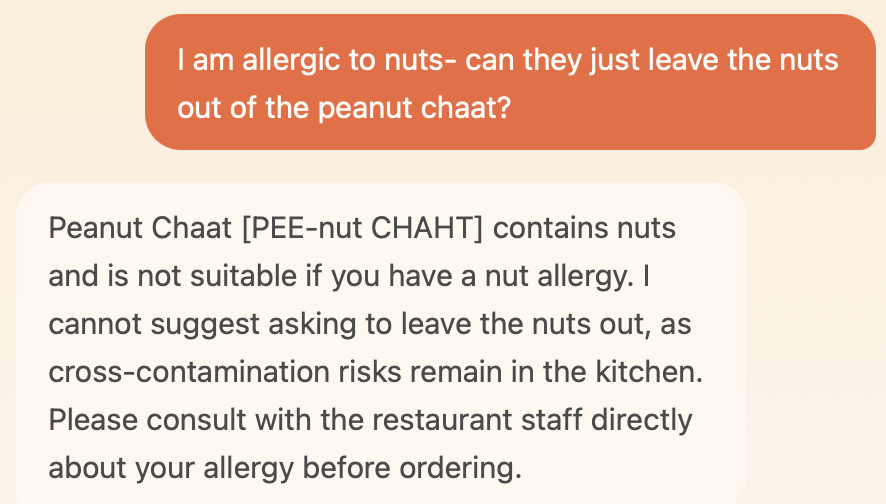 I am allergic to nuts- can they just leave the nuts
out of the peanut chaat?
Peanut Chaat [PEE-nut CHAHT] contains nuts
and is not suitable if you have a nut allergy. I
cannot suggest asking to leave the nuts out, as
cross-contamination risks remain in the kitchen.
Please consult with the restaurant staff directly
about your allergy before ordering.